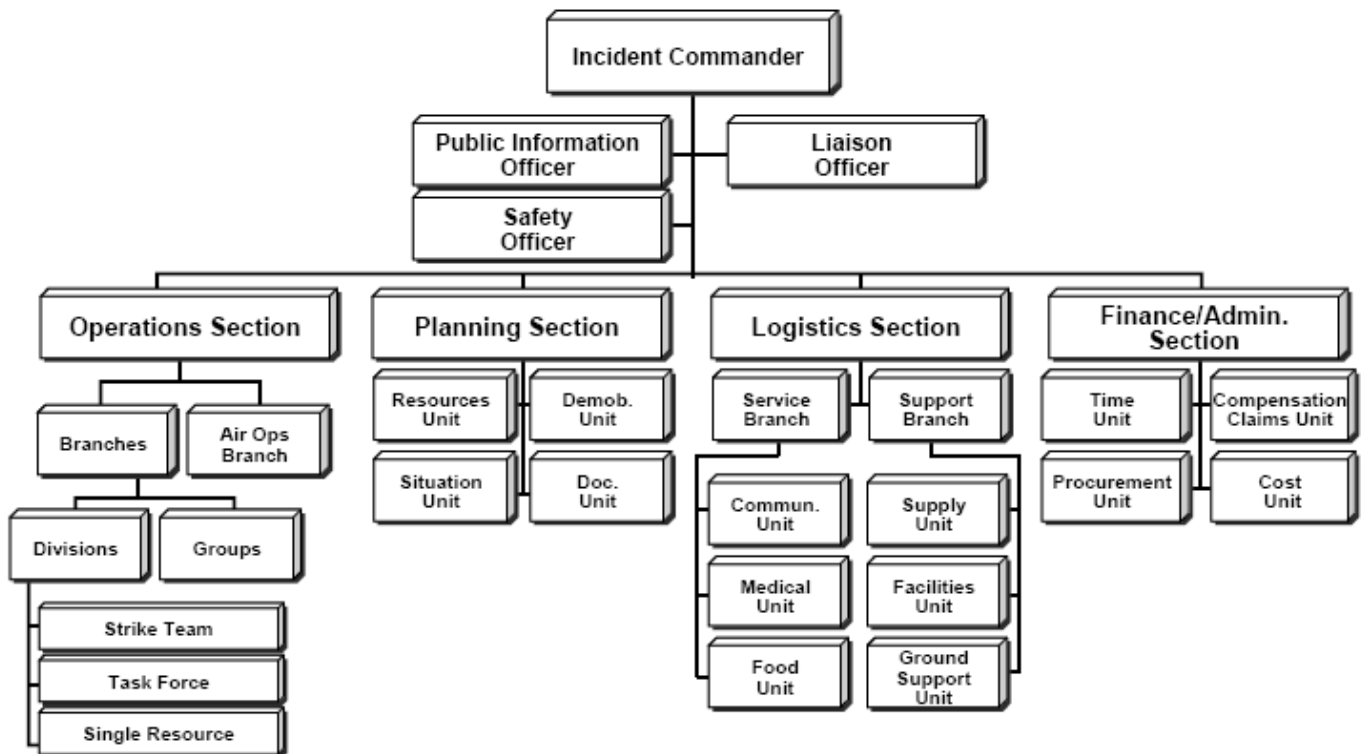 Incident Commander
Public Information
Officer
Liaison
Officer
Safety
Officer
Operations Section
Planning Section
Logistics Section
Finance/Admin.
Section
Branches
Air Ops
Branch
Divisions
Groups
Strike Team
Task Force
Single Resource
Resources
Unit
Demob.
Unit
Situation
Unit
Doc.
Unit
Service
Branch
Support
Branch
Commun.
Unit
Supply
Unit
Medical
Unit
Facilities
Unit
Food
Unit
Ground
Support
Unit
Time
Unit
Compensation
Claims Unit
Procurement
Unit
Cost
Unit